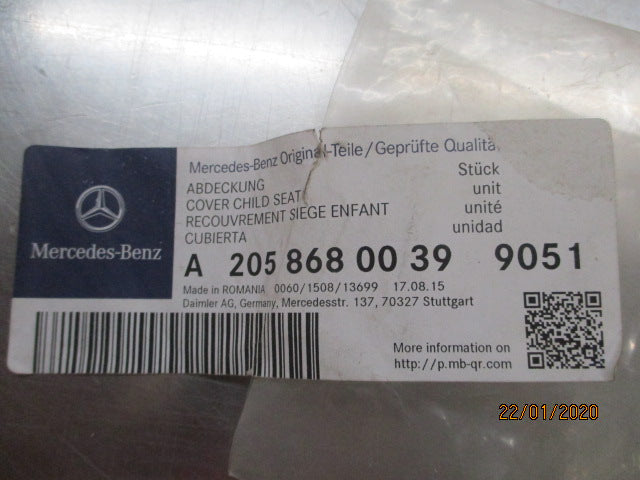 Mercedes-Benz Original-Teile/Geprüfte Qualität
ABDECKUNG
COVER CHILD SEAT
RECOUVREMENT SIEGE ENFANT
CUBIERTA
Stück
unit
unité
unidad
Mercedes-Benz
A 205 868 00 39 9051
Made in ROMANIA 0060/1508/13699 17.08.15
Daimler AG, Germany, Mercedesstr. 137, 70327 Stuttgart
More information on
http://p.mb-qr.com
22/01/2020